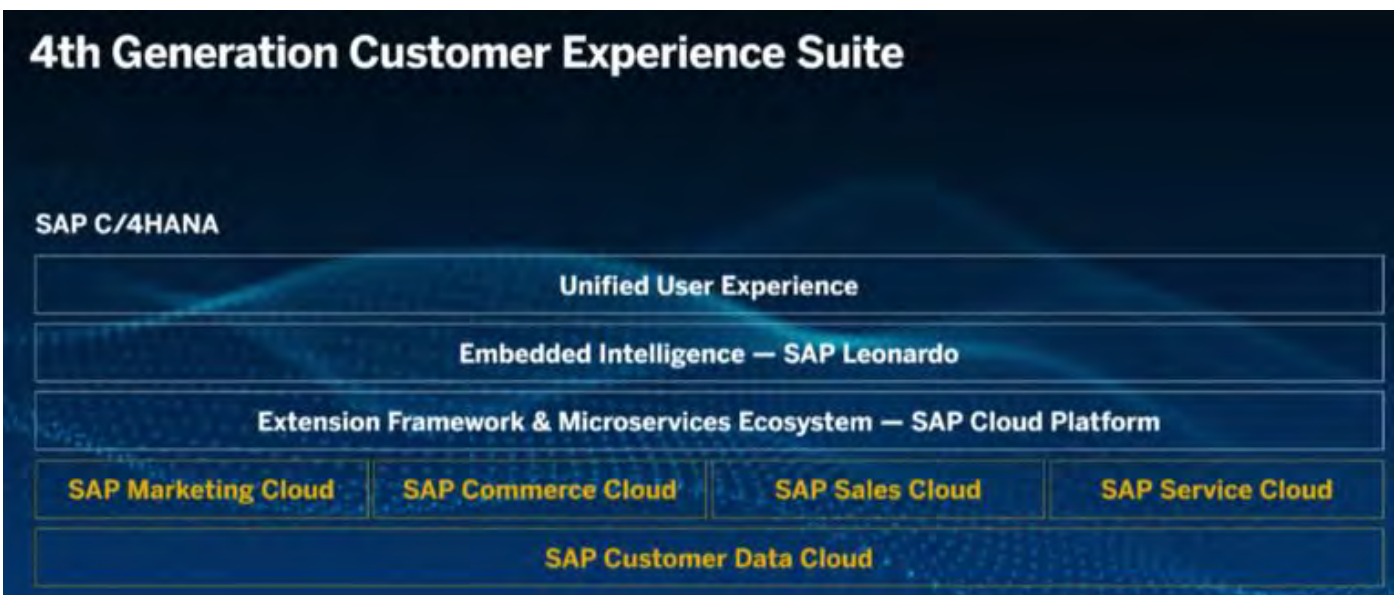 4th Generation Customer Experience Suite
SAP C/4HANA
Unified User Experience
Embedded Intelligence — SAP Leonardo
Extension Framework & Microservices Ecosystem — SAP Cloud Platform
SAP Marketing Cloud
SAP Commerce Cloud
SAP Sales Cloud
SAP Service Cloud
SAP Customer Data Cloud